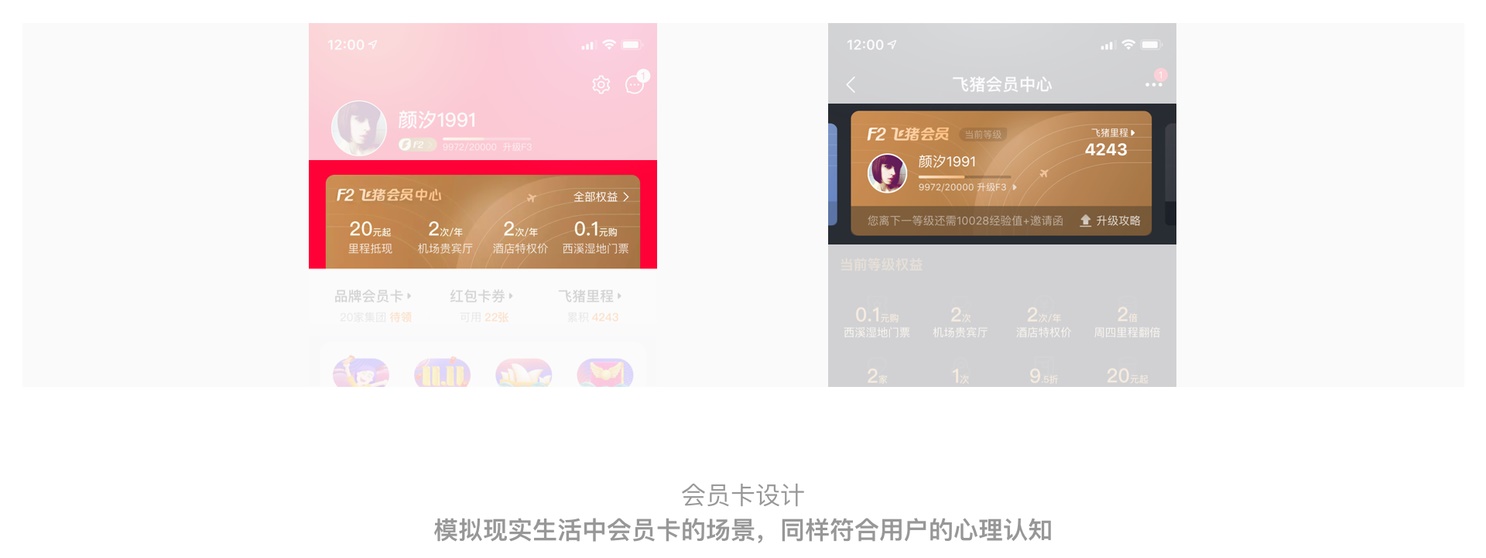 12:00
1
颜汐1991
F F2
9972/20000 升级F3
F2 飞猪会员中心
全部权益
20元起
2次/年
2次/年
0.1元购
里程抵现
机场贵宾厅
酒店特权价
西溪湿地门票
品牌会员卡
红包卡券
飞猪里程
20家集团 待领
可用 22张
累积 4243
12:00
飞猪会员中心
1
F2 飞猪会员
当前等级
飞猪里程
4243
颜汐1991
9972/20000 升级F3
您离下一等级还需10028经验值+邀请函
升级攻略
当前等级权益
0.1元购
2次
2次/年
2倍
西溪湿地门票
机场贵宾厅
酒店特权价
周四里程翻倍
2家
1次
9.5折
20元起
会员卡设计
模拟现实生活中会员卡的场景，同样符合用户的心理认知